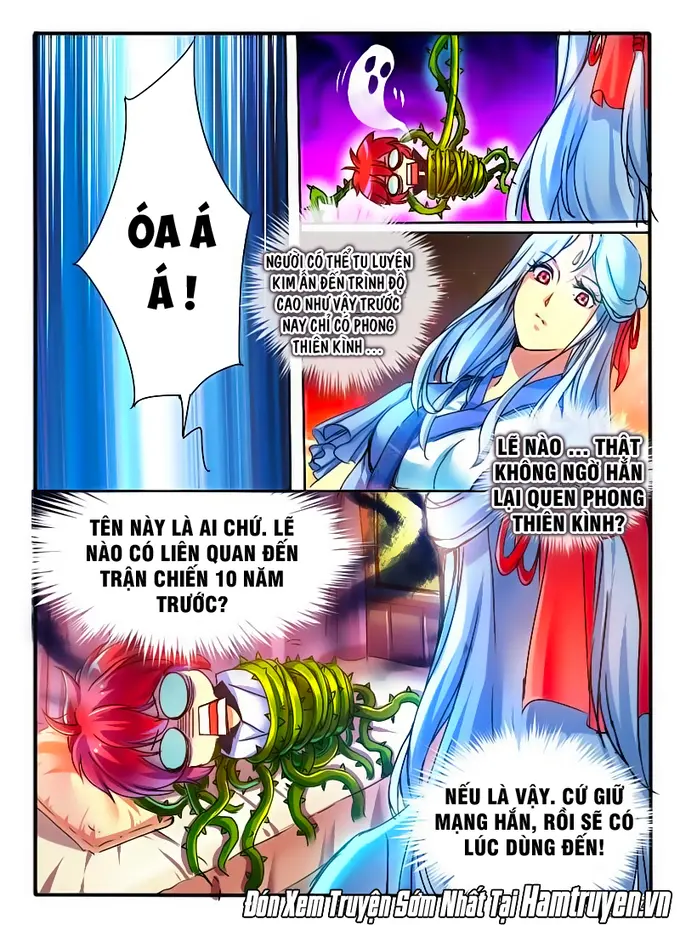 ÓA Á
Á !
NGƯỜI CÓ THỂ TU LUYỆN
KIM ẤN ĐẾN TRÌNH ĐỘ
CAO NHƯ VẬY TRƯỚC
NAY CHỈ CÓ PHONG
THIÊN KÌNH ...
LẼ NÀO ... THẬT
KHÔNG NGỜ HẮN
LẠI QUEN PHONG
THIÊN KÌNH?
TÊN NÀY LÀ AI CHỨ. LẼ
NÀO CÓ LIÊN QUAN ĐẾN
TRẬN CHIẾN 10 NĂM
TRƯỚC?
NẾU LÀ VẬY. CỨ GIỮ
MẠNG HẮN, RỒI SẼ CÓ
LÚC DÙNG ĐẾN!
Đón Xem Truyện Sớm Nhất Tại Hamtruyen.vn